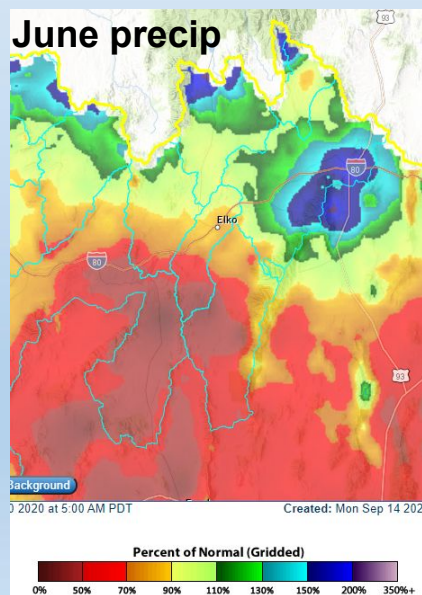 June precip
93
80
Elko
80
93
Background
0 2020 at 5:00 AM PDT Created: Mon Sep 14 202
Percent of Normal (Gridded)
0% 50% 70% 90% 110% 130% 150% 200% 350%+